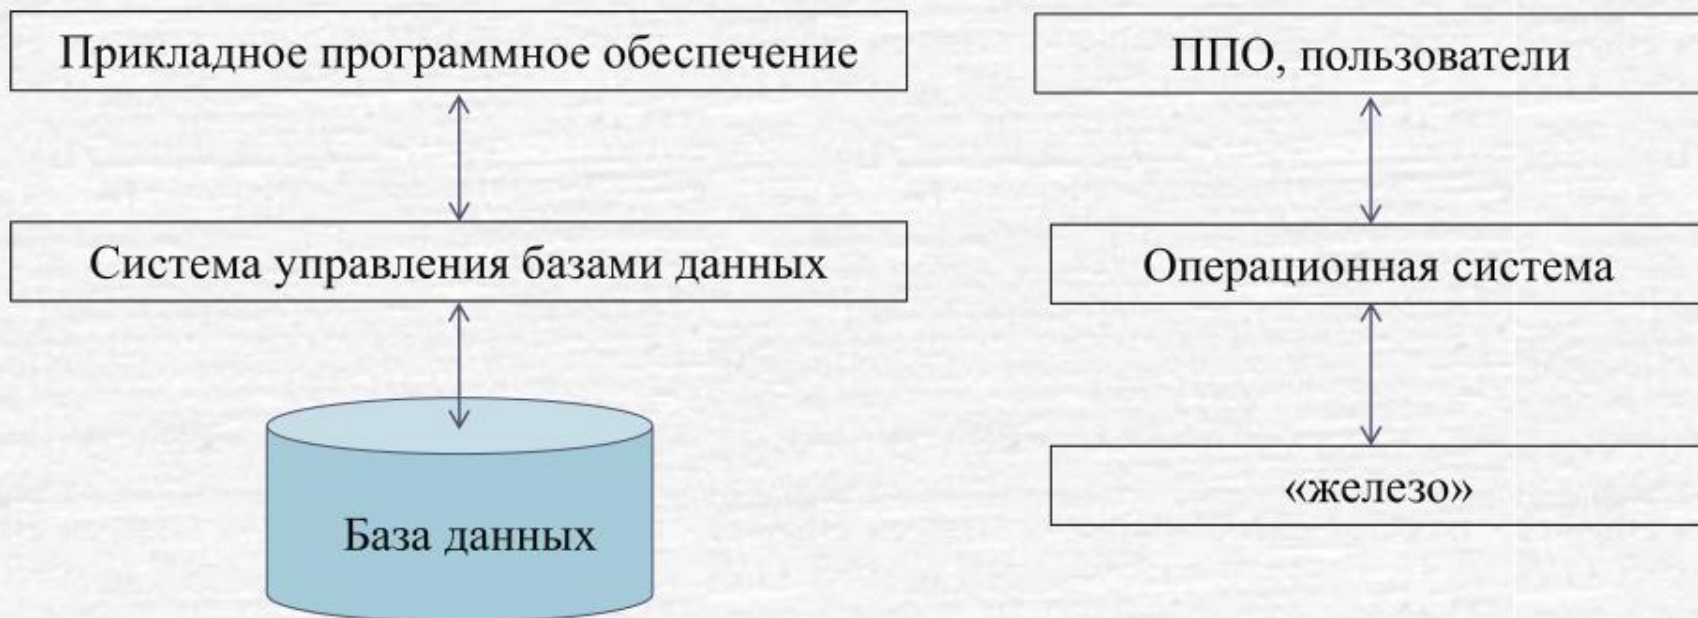 Прикладное программное обеспечение
Система управления базами данных
База данных
ППО, пользователи
Операционная система
«железо»